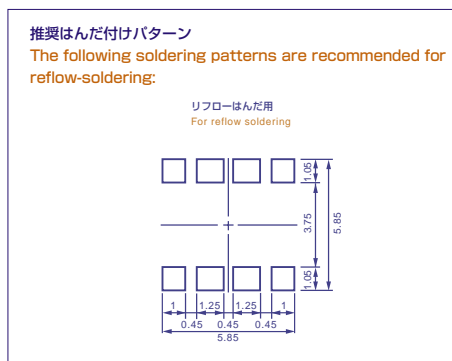 推奨はんだ付けパターン
The following soldering patterns are recommended for
reflow-soldering:
リフローはんだ用
For reflow soldering
1.05
3.75
5.85
1.05
1 1.25 1.25 1
0.45 0.45 0.45
5.85